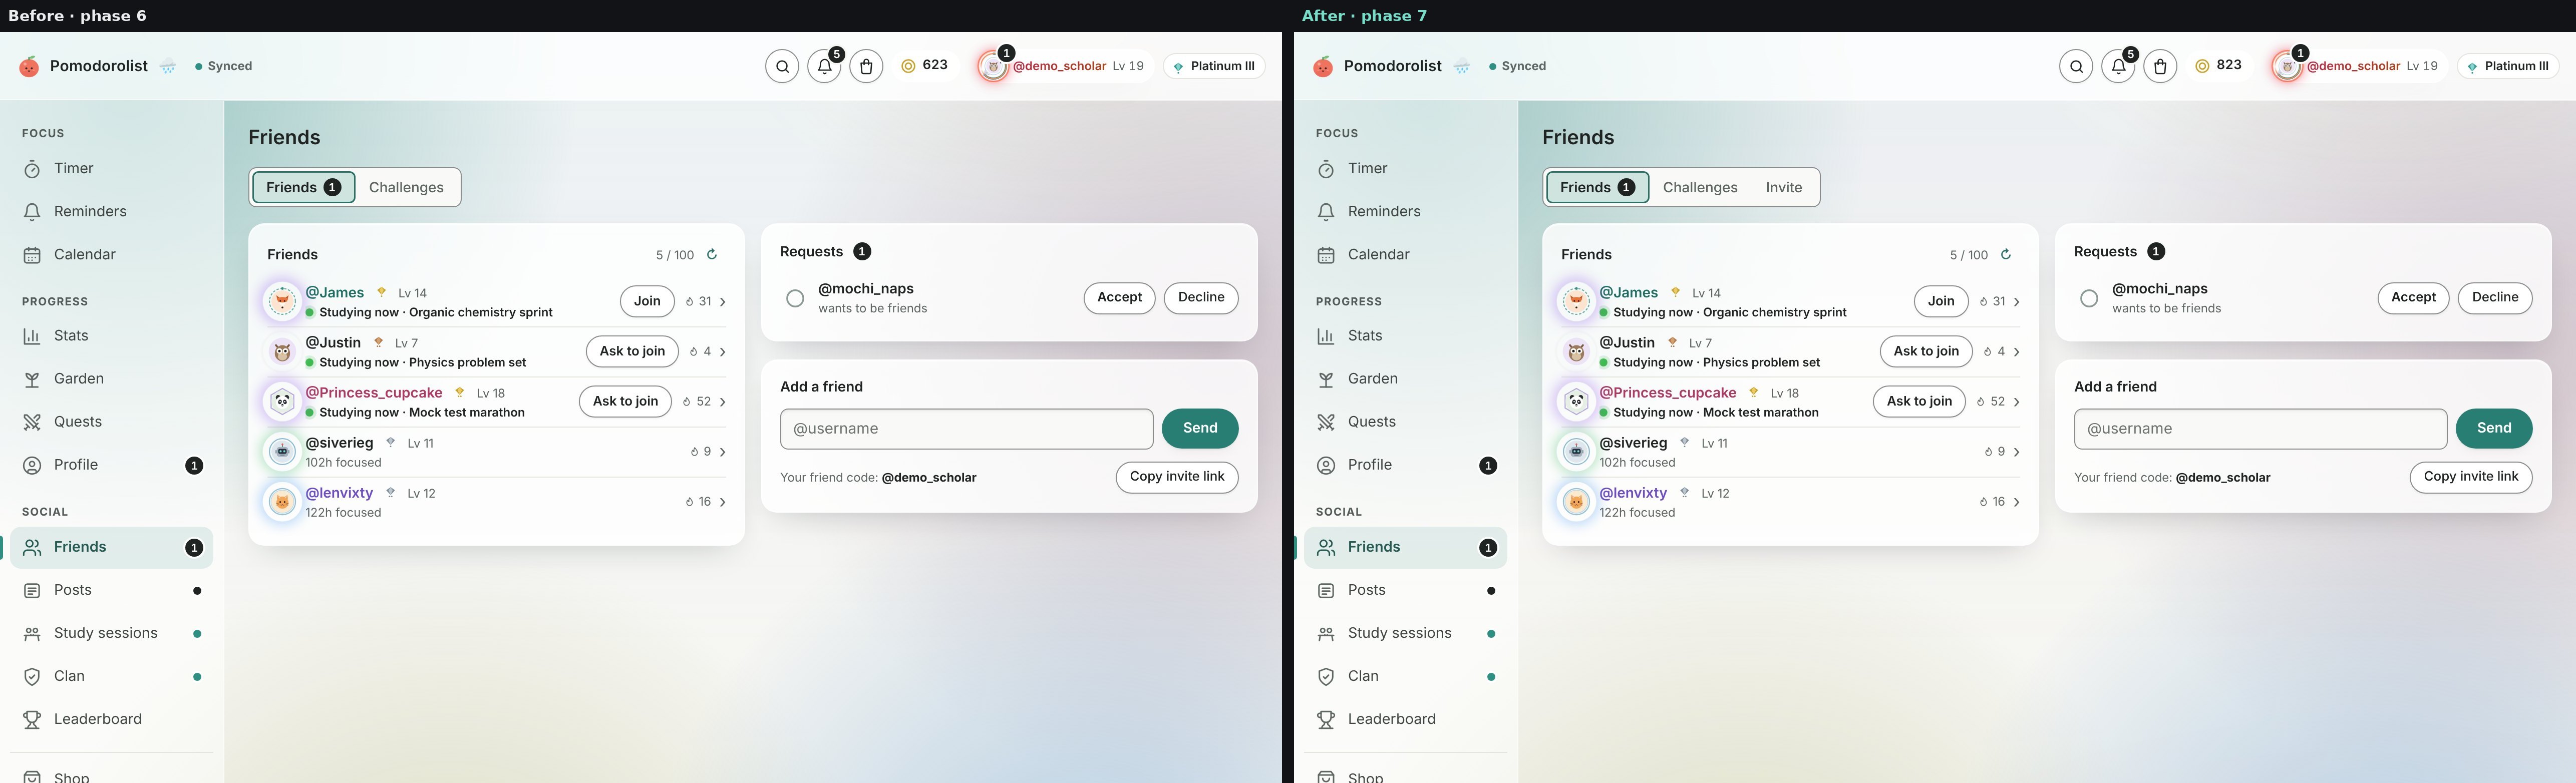 Before · phase 6
Pomodorolist
Synced
5
623
1
@demo_scholar Lv 19
Platinum III
FOCUS
Timer
Reminders
Calendar
PROGRESS
Stats
Garden
Quests
Profile 1
SOCIAL
Friends 1
Posts
Study sessions
Clan
Leaderboard
Shop
Friends
Friends 1 Challenges
Friends 5 / 100
@James Lv 14
Studying now · Organic chemistry sprint
Join 31
@Justin Lv 7
Studying now · Physics problem set
Ask to join 4
@Princess_cupcake Lv 18
Studying now · Mock test marathon
Ask to join 52
@siverieg Lv 11
102h focused
9
@lenvixty Lv 12
122h focused
16
Requests 1
@mochi_naps
wants to be friends
Accept Decline
Add a friend
@username Send
Your friend code: @demo_scholar Copy invite link
After · phase 7
Pomodorolist
Synced
5
823
1
@demo_scholar Lv 19
Platinum III
FOCUS
Timer
Reminders
Calendar
PROGRESS
Stats
Garden
Quests
Profile 1
SOCIAL
Friends 1
Posts
Study sessions
Clan
Leaderboard
Shop
Friends
Friends 1 Challenges Invite
Friends 5 / 100
@James Lv 14
Studying now · Organic chemistry sprint
Join 31
@Justin Lv 7
Studying now · Physics problem set
Ask to join 4
@Princess_cupcake Lv 18
Studying now · Mock test marathon
Ask to join 52
@siverieg Lv 11
102h focused
9
@lenvixty Lv 12
122h focused
16
Requests 1
@mochi_naps
wants to be friends
Accept Decline
Add a friend
@username Send
Your friend code: @demo_scholar Copy invite link